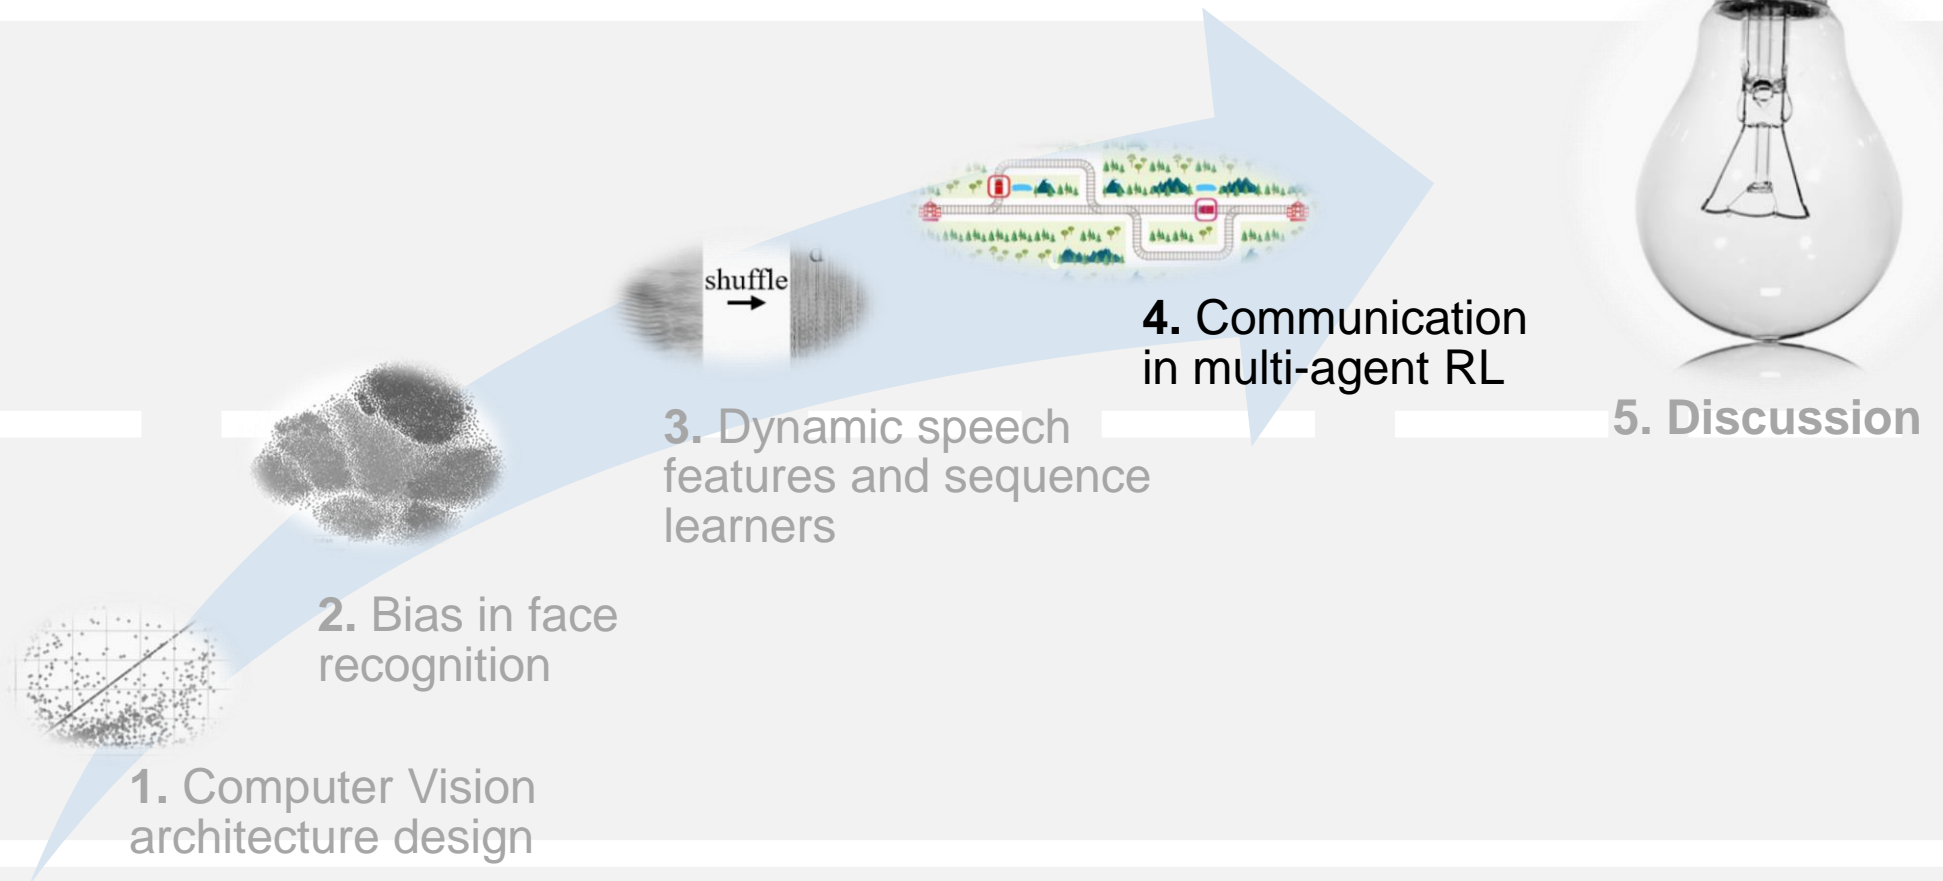 shuffle
4. Communication
in multi-agent RL
3. Dynamic speech
features and sequence
learners
5. Discussion
2. Bias in face
recognition
1. Computer Vision
architecture design